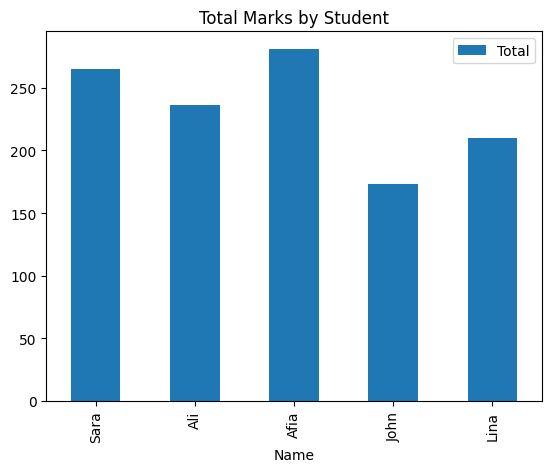 Total Marks by Student
Total
250
200
150
100
50
0
Sara
Ali
Afia
John
Lina
Name